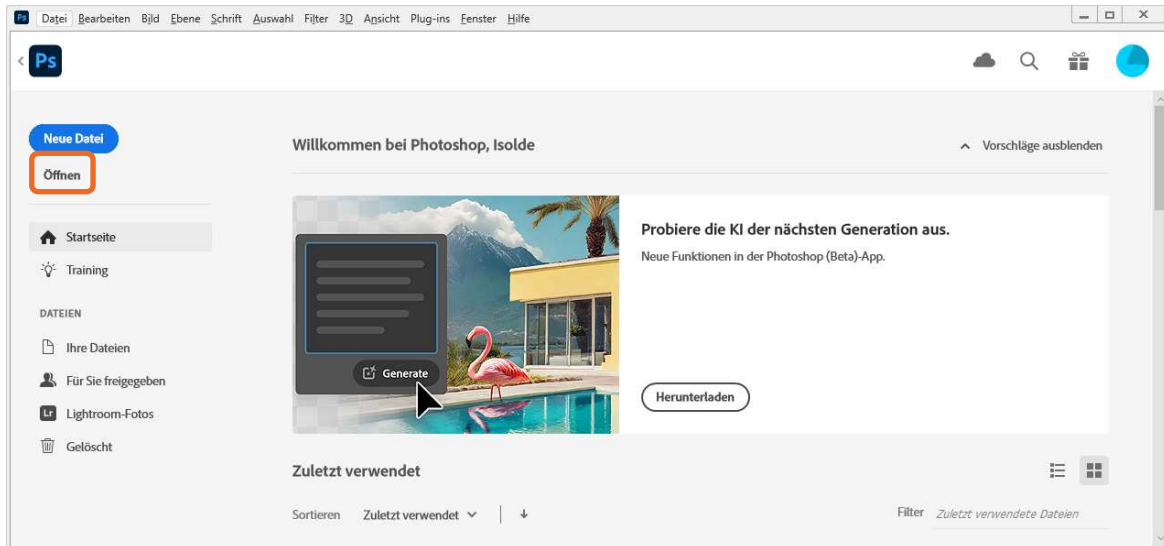 Ps Datei Bearbeiten Bild Ebene Schrift Auswahl Filter 3D Ansicht Plug-ins Fenster Hilfe
Ps
Neue Datei
Öffnen
Startseite
Training
DATEIEN
Ihre Dateien
Für Sie freigegeben
Lr Lightroom-Fotos
Gelöscht
Willkommen bei Photoshop, Isolde
Vorschläge ausblenden
Generate
Probiere die KI der nächsten Generation aus.
Neue Funktionen in der Photoshop (Beta)-App.
Herunterladen
Zuletzt verwendet
Sortieren Zuletzt verwendet
Filter Zuletzt verwendete Dateien